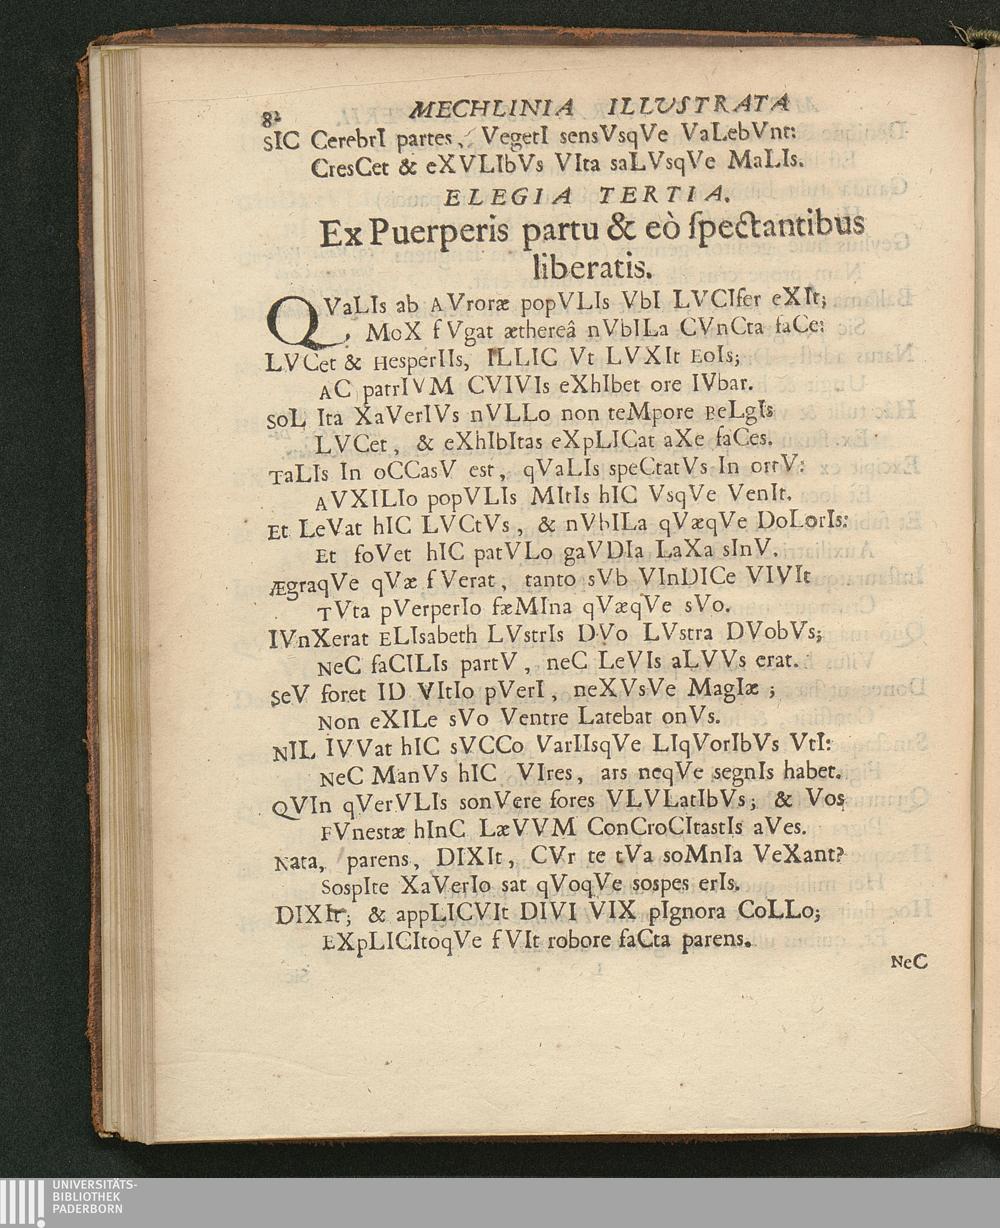 82 MECHLINIA ILLVSTRATA
SIC CerebrI partes, VegetI sensVsqVe VaLebVnt:
CresCet & eXVLIbVs VIta saLVsqVe MaLIs.
ELEGIA TERTIA.
Ex Puerperis partu & eò ſpectantibus
liberatis.
QVaLIs ab AVroræ popVLIs VbI LVCIfer eXIt;
MoX fVgat æthereâ nVbILa CVnCta faCe:
LVCet & HesperIIs, ILLIC Vt LVXIt EoIs;
AC patrIVM CVIVIs eXhIbet ore IVbar.
SoL Ita XaVerIVs nVLLo non teMpore BeLgIs
LVCet, & eXhIbItas eXpLICat aXe faCes.
TaLIs In oCCasV est, qVaLIs speCtatVs In ortV:
AVXILIo popVLIs MItIs hIC VsqVe VenIt.
Et LeVat hIC LVCtVs, & nVbILa qVæqVe DoLorIs:
Et foVet hIC patVLo gaVDIa LaXa sInV.
ÆgraqVe qVæ fVerat, tanto sVb VInDICe VIVIt
TVta pVerperIo fæMIna qVæqVe sVo.
IVnXerat ELIsabeth LVstrIs DVo LVstra DVobVs;
NeC faCILIs partV, neC LeVIs aLVVs erat.
SeV foret ID VItIo pVerI, neXVsVe MagIæ;
Non eXILe sVo Ventre Latebat onVs.
NIL IVVat hIC sVCCo VarIIsqVe LIqVorIbVs VtI:
NeC ManVs hIC VIres, ars neqVe segnIs habet.
QVIn qVerVLIs sonVere fores VLVLatIbVs; & Vos
FVnestæ hInC LæVVM ConCroCItastIs aVes.
Nata, parens, DIXIt, CVr te tVa soMnIa VeXant?
SospIte XaVerIo sat qVoqVe sospes erIs.
DIXIt; & appLICVIt DIVI VIX pIgnora CoLLo;
EXpLICItoqVe fVIt robore faCta parens.
NeC
UNIVERSITÄTS-
BIBLIOTHEK
PADERBORN